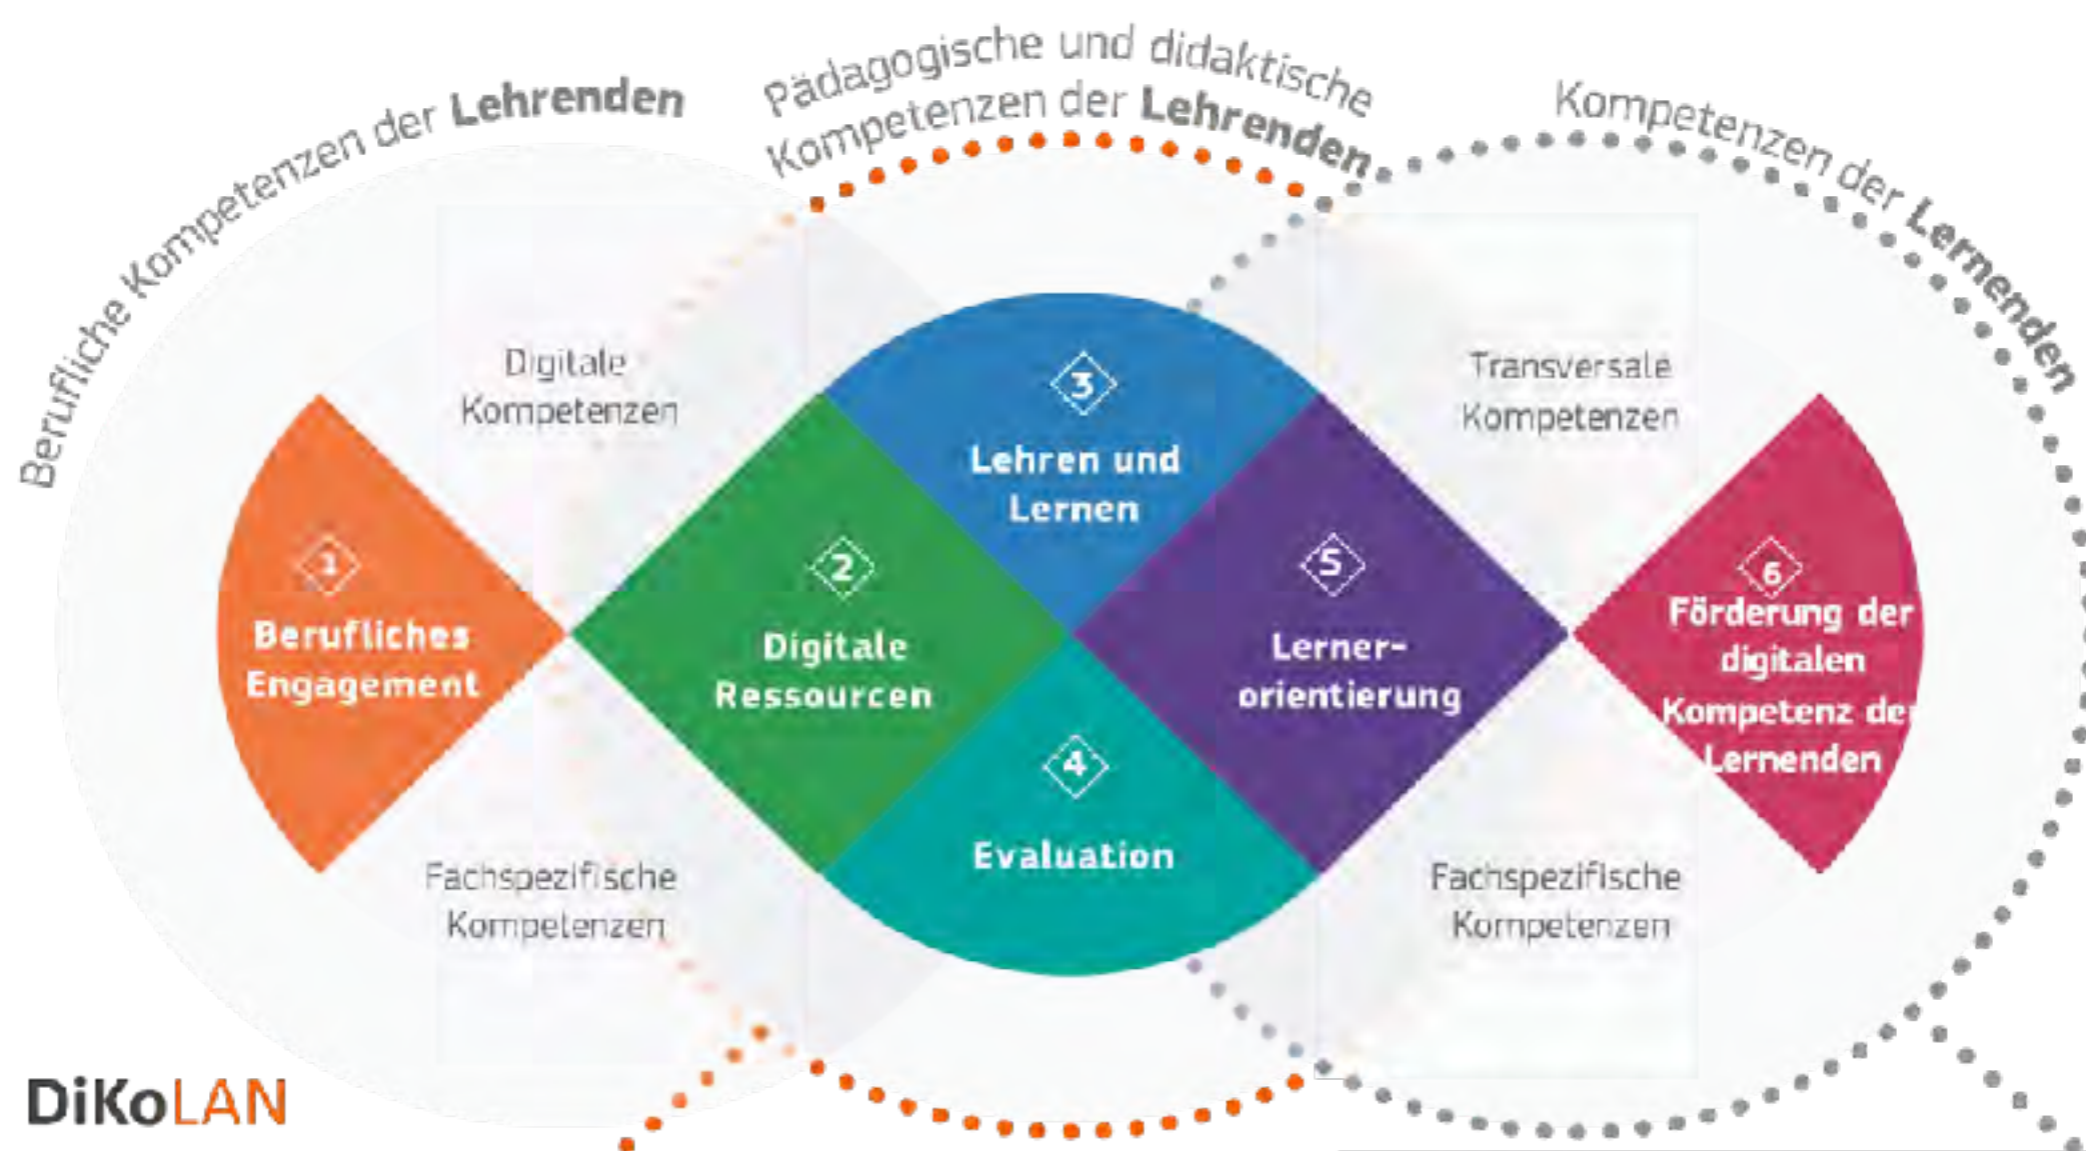 Berufliche Kompetenzen der Lehrenden
Pädagogische und didaktische
Kompetenzen der Lehrenden
Kompetenzen der Lernenden
Digitale
Kompetenzen
Transversale
Kompetenzen
3
Lehren und
Lernen
1
Berufliches
Engagement
2
Digitale
Ressourcen
5
Lerner-
orientierung
6
Förderung der
digitalen
Kompetenz der
Lernenden
4
Evaluation
Fachspezifische
Kompetenzen
Fachspezifische
Kompetenzen
DiKoLAN